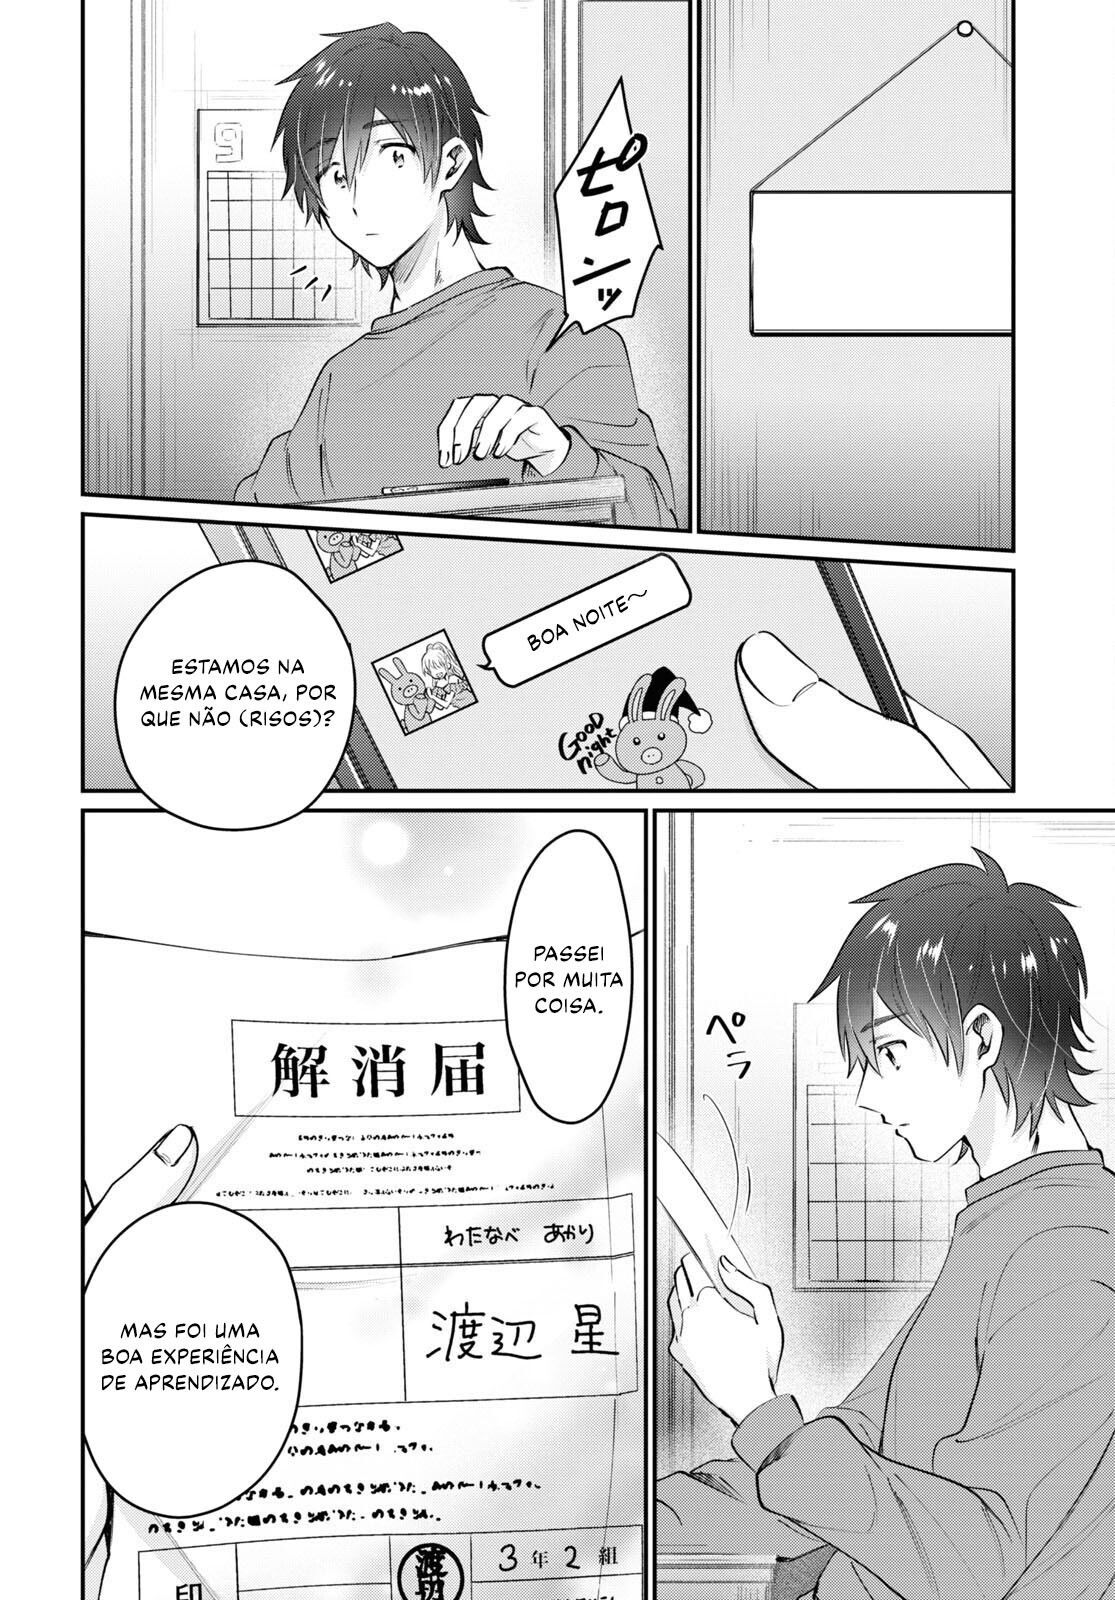 ピロンッ
9
BOA NOITE～
GOOD
night
ESTAMOS NA
MESMA CASA, POR
QUE NÃO (RISOS)?
ペラ
PASSEI
POR MUITA
COISA.
解消届
わたなべ あかり
渡辺 星
MAS FOI UMA
BOA EXPERIÊNCIA
DE APRENDIZADO.
印
3年2組